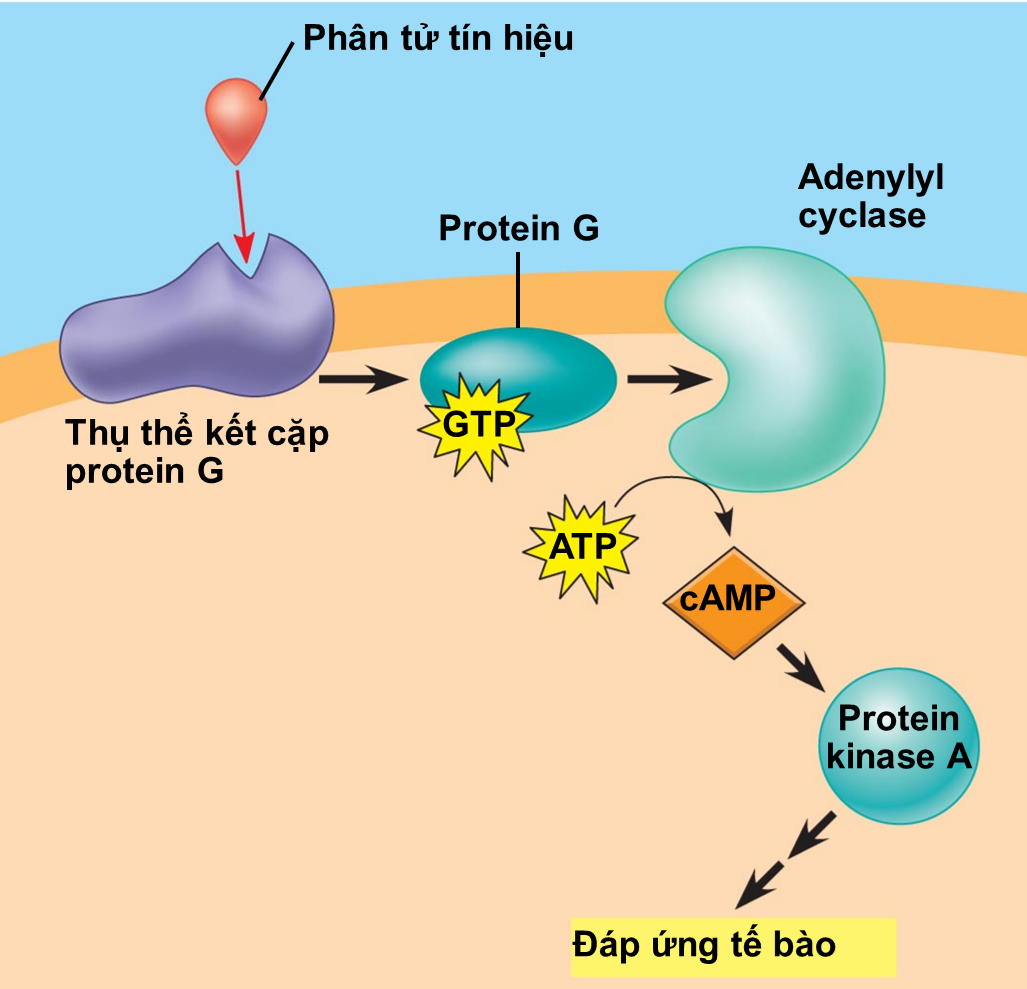 Phân tử tín hiệu
Adenylyl
cyclase
Protein G
Thụ thể kết cặp
protein G
GTP
ATP
cAMP
Protein
kinase A
Đáp ứng tế bào